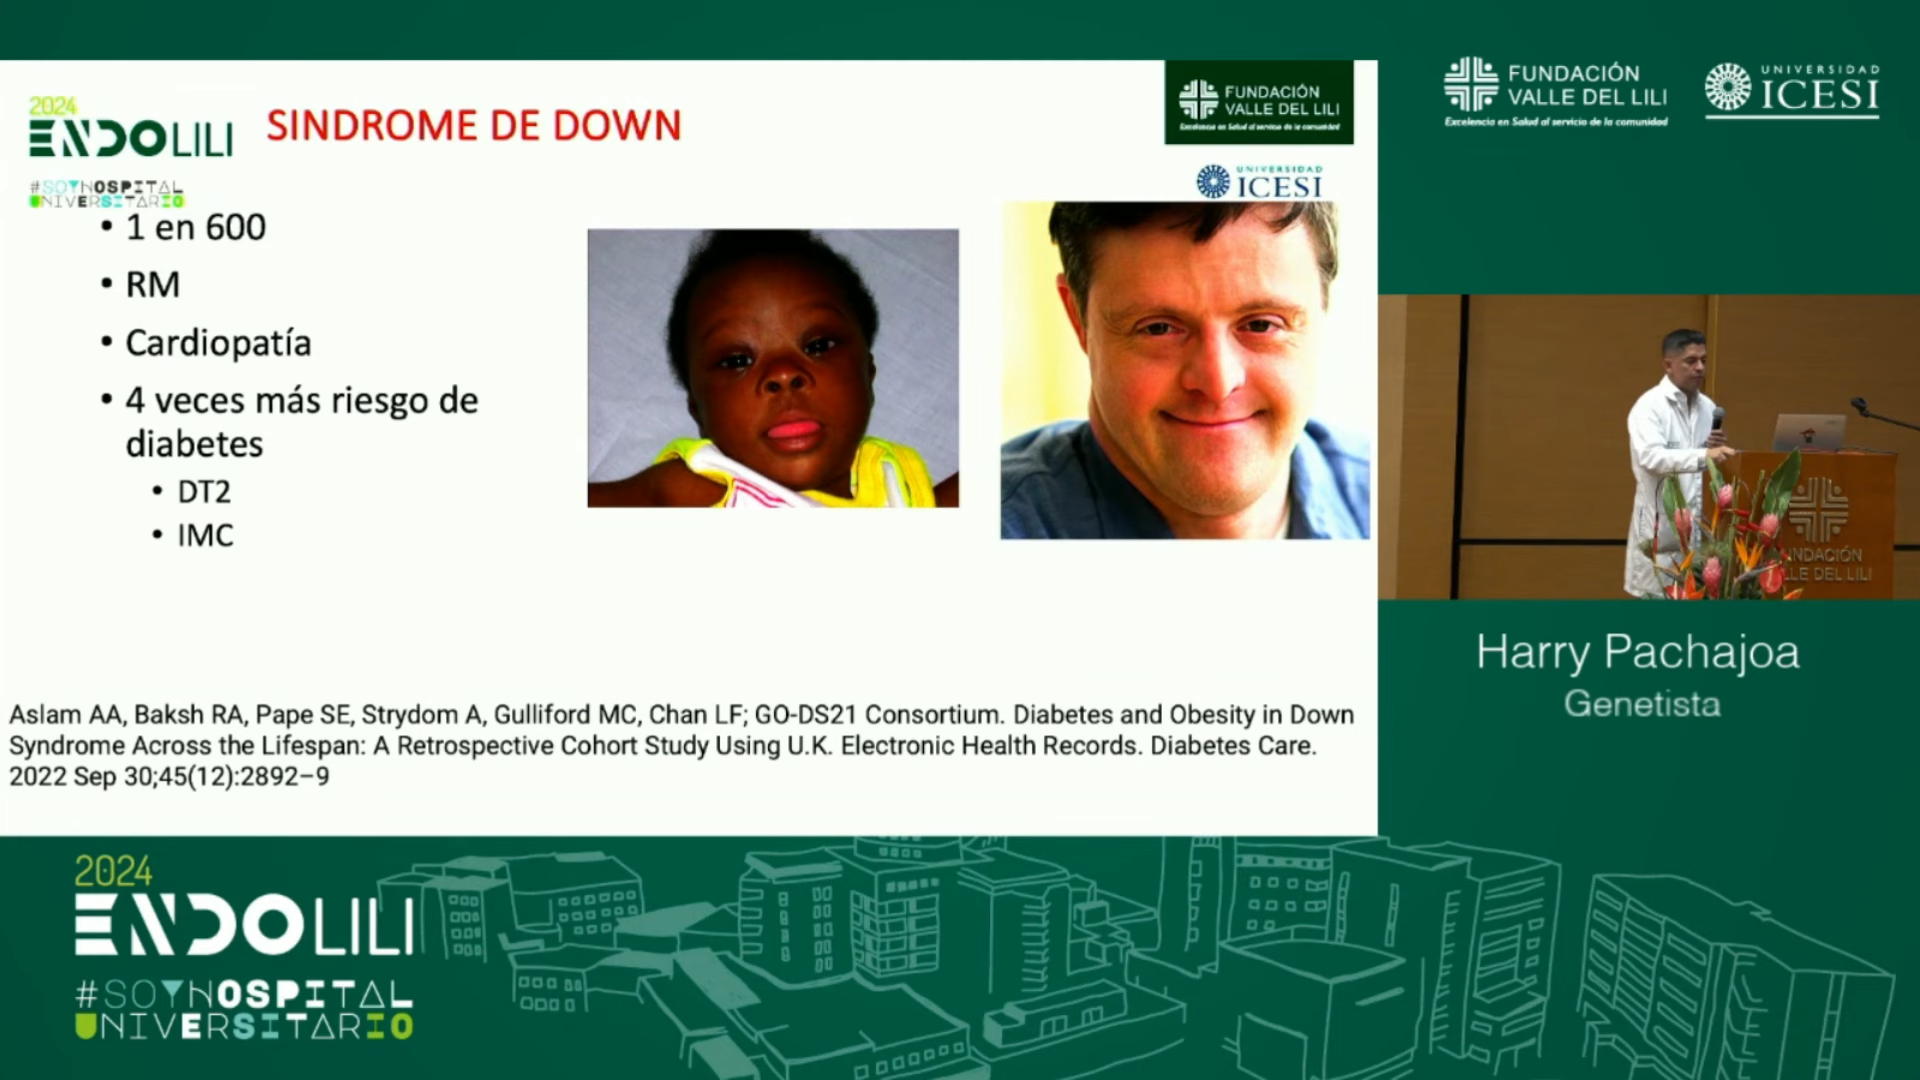 2024
ENDOLILI
#SOYHOSPITAL
UNIVERSITARIO
SINDROME DE DOWN
FUNDACIÓN
VALLE DEL LILI
Excelencia en Salud al servicio de la comunidad
UNIVERSIDAD
ICESI
• 1 en 600
• RM
• Cardiopatía
• 4 veces más riesgo de
diabetes
• DT2
• IMC
Aslam AA, Baksh RA, Pape SE, Strydom A, Gulliford MC, Chan LF; GO-DS21 Consortium. Diabetes and Obesity in Down
Syndrome Across the Lifespan: A Retrospective Cohort Study Using U.K. Electronic Health Records. Diabetes Care.
2022 Sep 30;45(12):2892–9
FUNDACIÓN
VALLE DEL LILI
Excelencia en Salud al servicio de la comunidad
UNIVERSIDAD
ICESI
NDACIÓN
LLE DEL LILI
Harry Pachajoa
Genetista
2024
ENDOLILI
#SOYHOSPITAL
UNIVERSITARIO